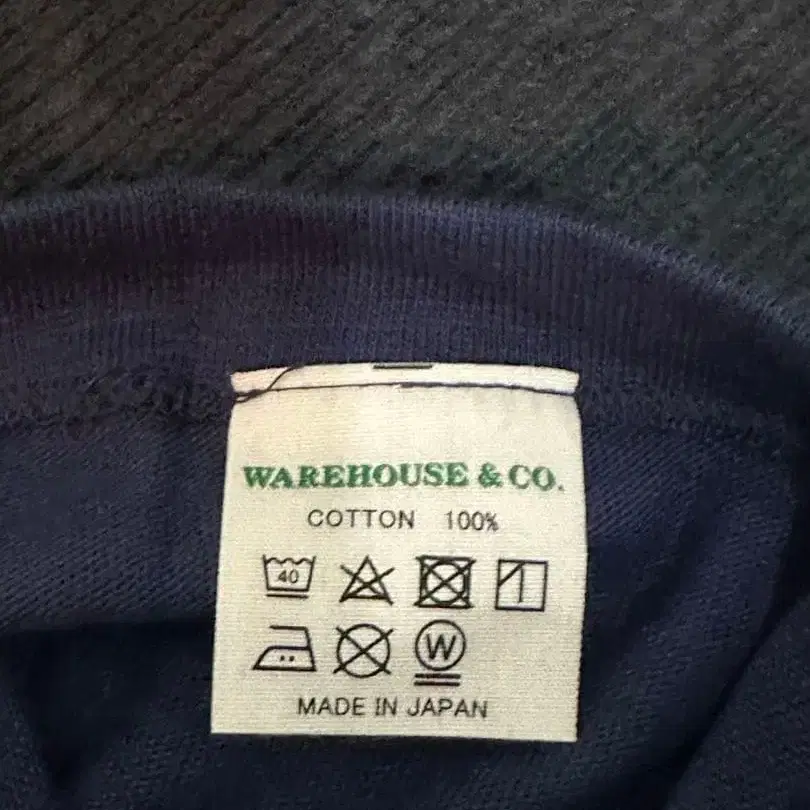 WAREHOUSE & CO.
COTTON 100%
40
W
MADE IN JAPAN